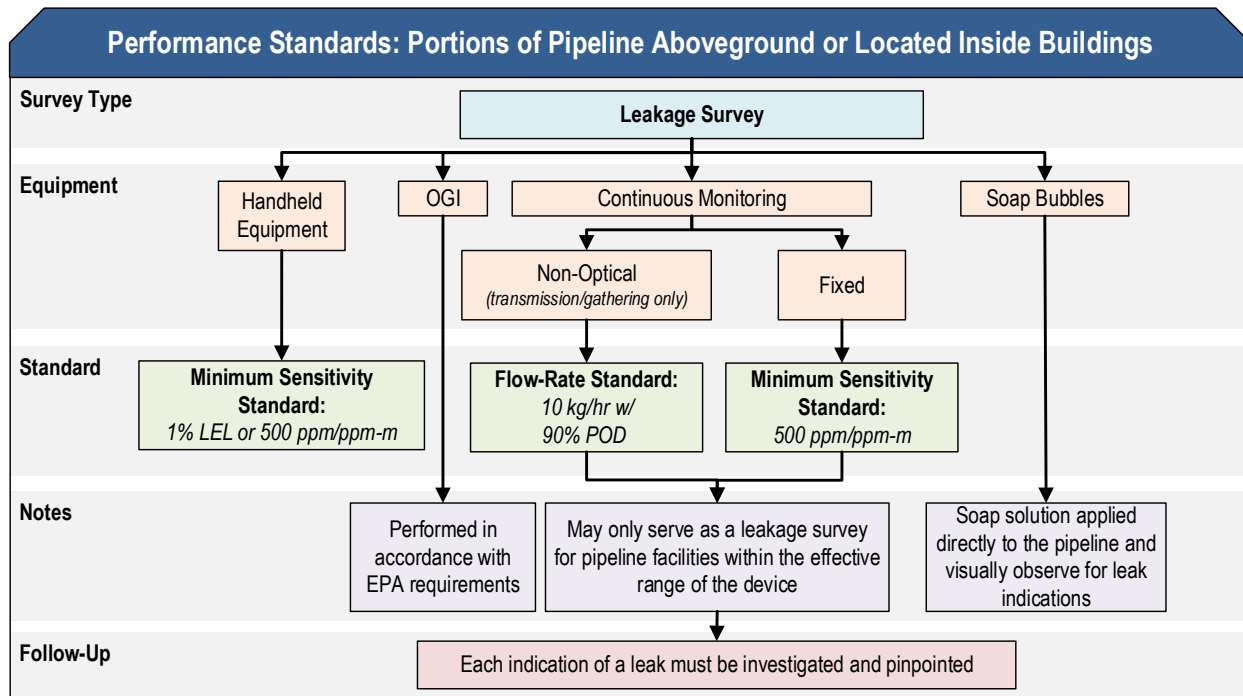 Performance Standards: Portions of Pipeline Aboveground or Located Inside Buildings
Survey Type
Leakage Survey
Equipment
Handheld
Equipment
OGI
Continuous Monitoring
Soap Bubbles
Non-Optical
(transmission/gathering only)
Fixed
Standard
Minimum Sensitivity
Standard:
1% LEL or 500 ppm/ppm-m
Flow-Rate Standard:
10 kg/hr w/
90% POD
Minimum Sensitivity
Standard:
500 ppm/ppm-m
Notes
Performed in
accordance with
EPA requirements
May only serve as a leakage survey
for pipeline facilities within the effective
range of the device
Soap solution applied
directly to the pipeline and
visually observe for leak
indications
Follow-Up
Each indication of a leak must be investigated and pinpointed